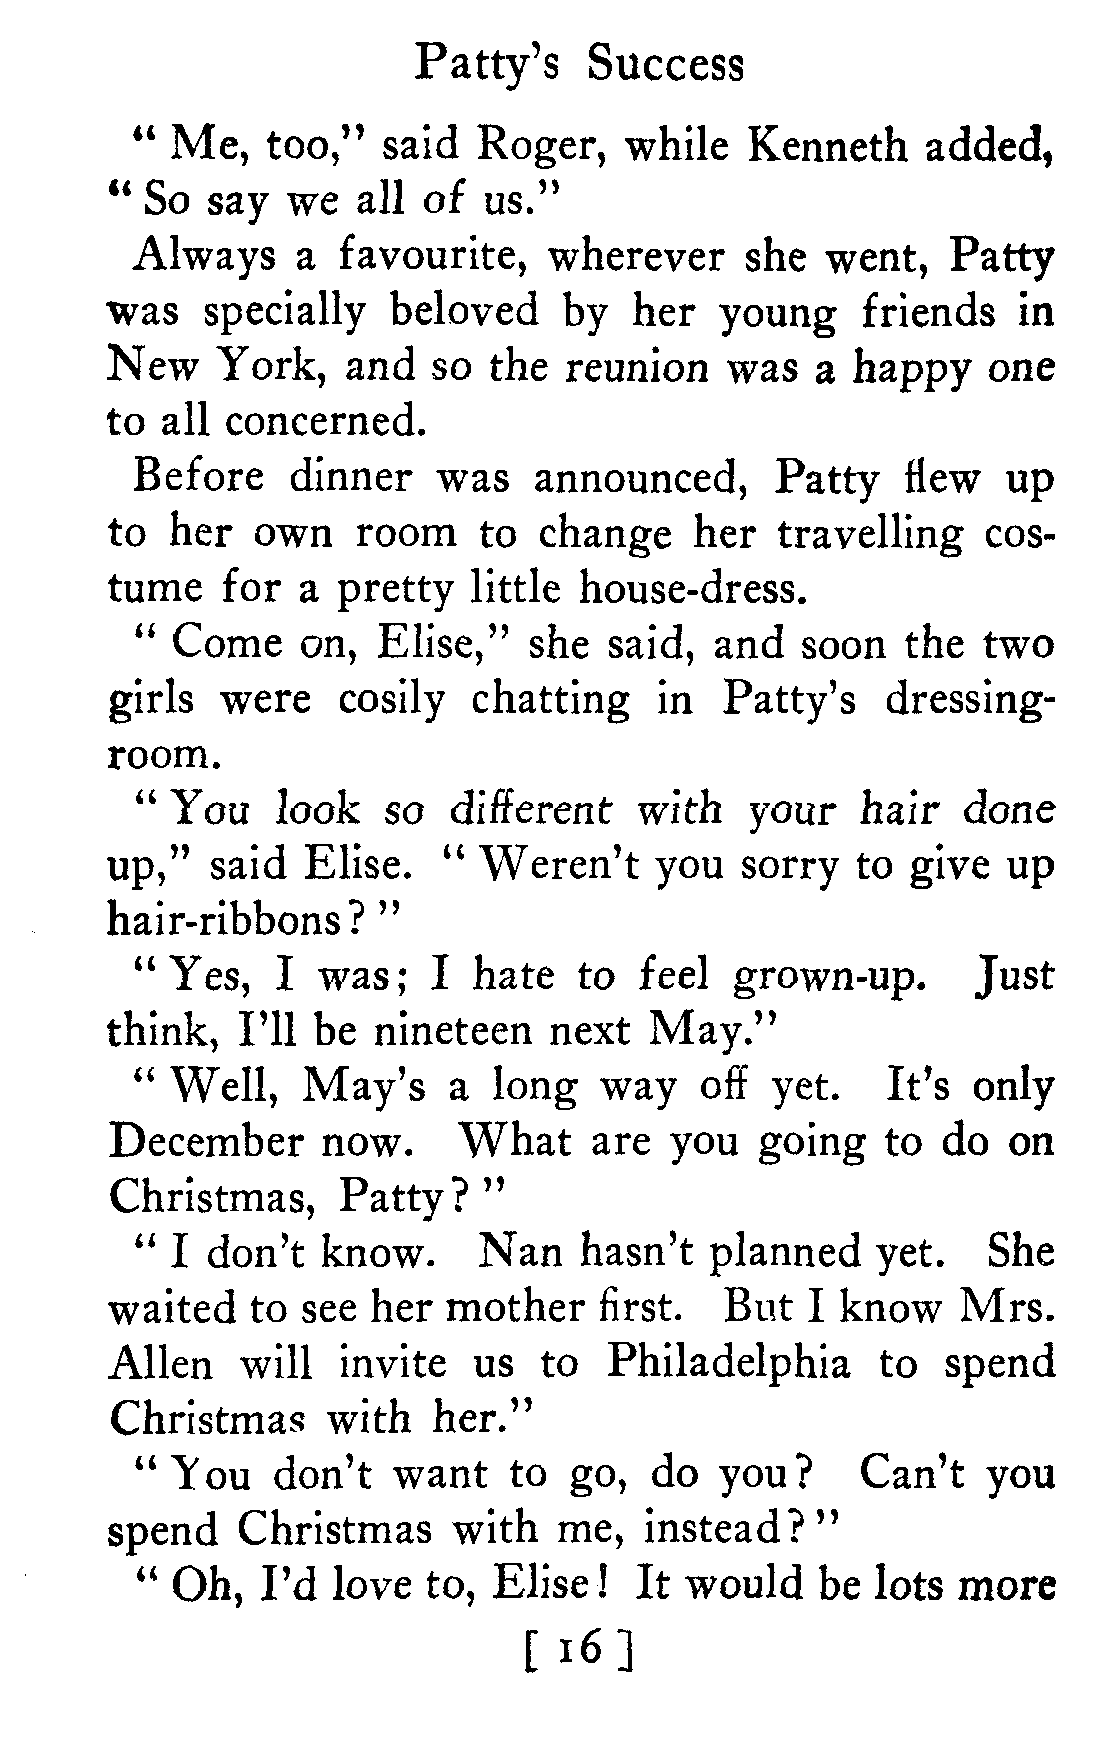 Patty's Success
" Me, too," said Roger, while Kenneth added,
" So say we all of us."
Always a favourite, wherever she went, Patty
was specially beloved by her young friends in
New York, and so the reunion was a happy one
to all concerned.
Before dinner was announced, Patty flew up
to her own room to change her travelling cos-
tume for a pretty little house-dress.
" Come on, Elise," she said, and soon the two
girls were cosily chatting in Patty's dressing-
room.
" You look so different with your hair done
up," said Elise. " Weren't you sorry to give up
hair-ribbons? "
" Yes, I was; I hate to feel grown-up. Just
think, I'll be nineteen next May."
" Well, May's a long way off yet. It's only
December now. What are you going to do on
Christmas, Patty? "
" I don't know. Nan hasn't planned yet. She
waited to see her mother first. But I know Mrs.
Allen will invite us to Philadelphia to spend
Christmas with her."
" You don't want to go, do you? Can't you
spend Christmas with me, instead? "
" Oh, I'd love to, Elise! It would be lots more
[ 16 ]